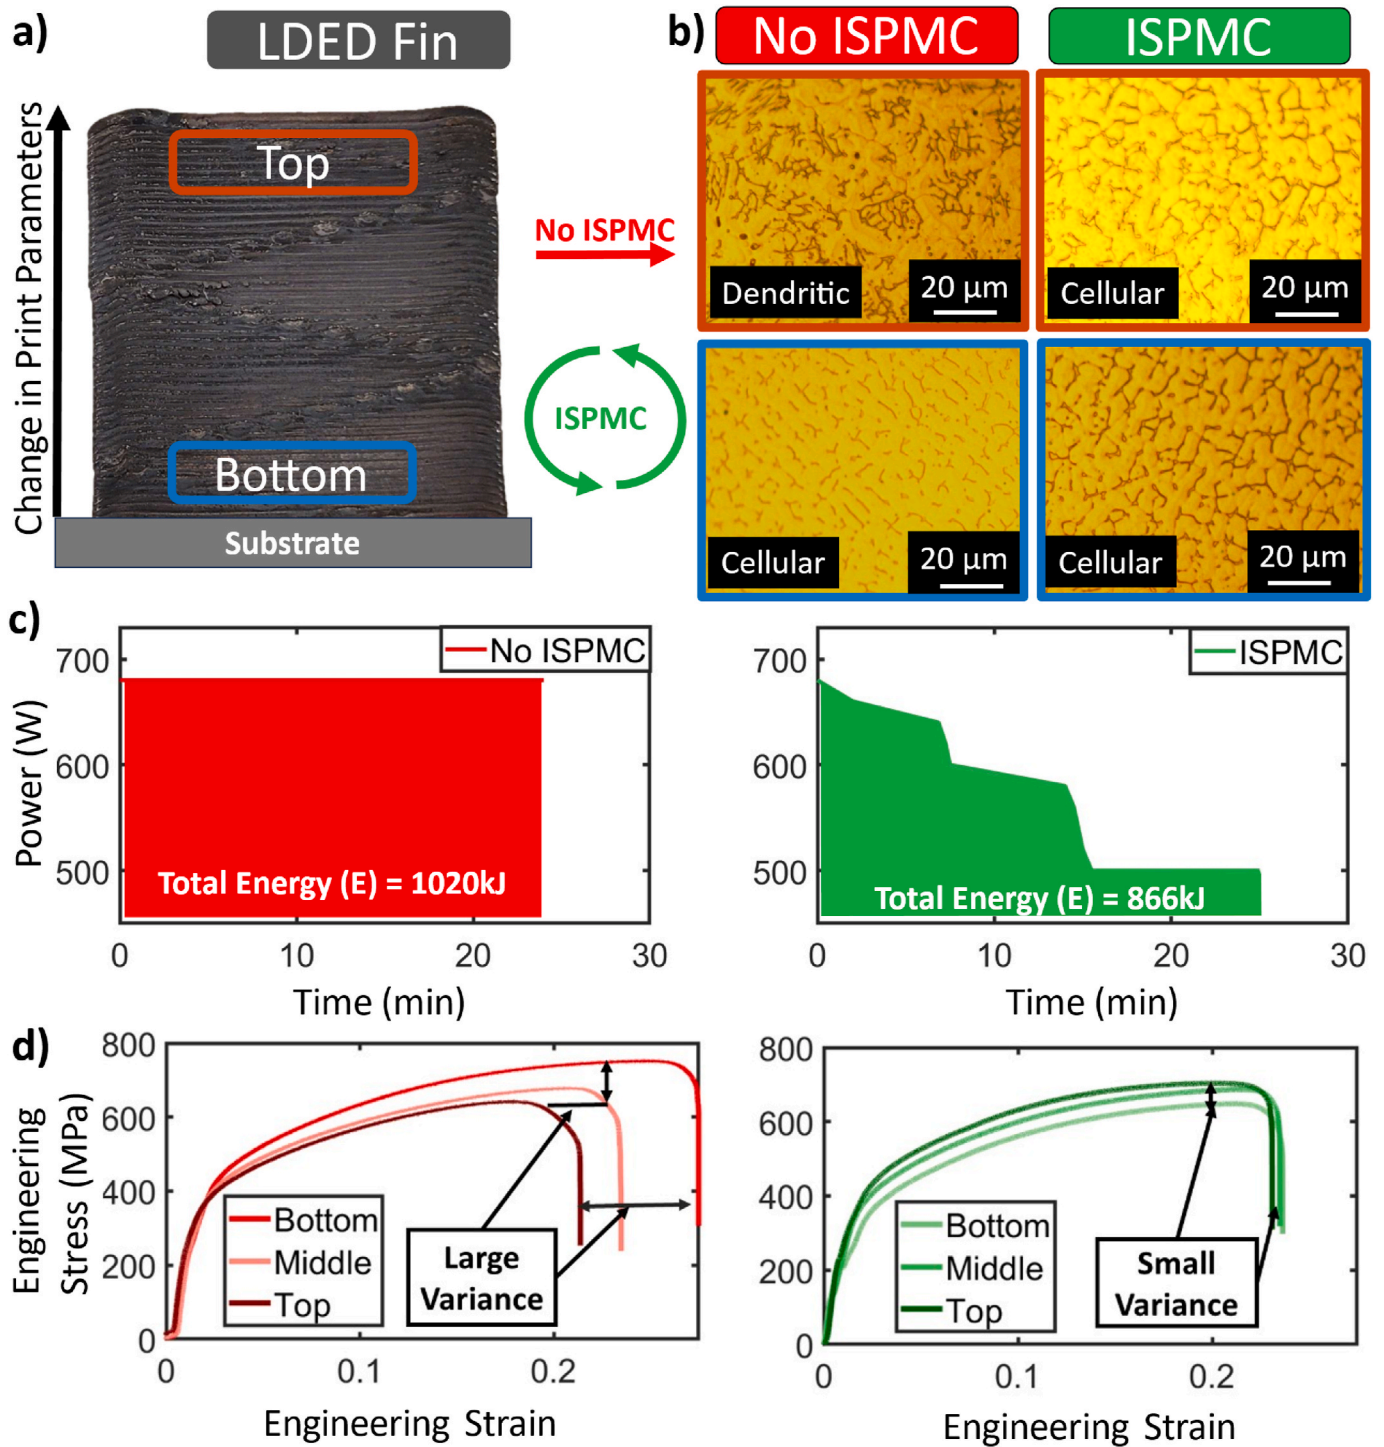 a)
LDED Fin
Change in Print Parameters
Top
Bottom
Substrate
No ISPMC
ISPMC
b)
No ISPMC
ISPMC
Dendritic
20 µm
Cellular
20 µm
Cellular
20 µm
Cellular
20 µm
c)
Power (W)
700
600
500
No ISPMC
Total Energy (E) = 1020kJ
0
10
20
30
Time (min)
700
600
500
ISPMC
Total Energy (E) = 866kJ
0
10
20
30
Time (min)
d)
Engineering
Stress (MPa)
800
600
400
200
0
Bottom
Middle
Top
Large
Variance
0
0.1
0.2
Engineering Strain
800
600
400
200
0
Bottom
Middle
Top
Small
Variance
0
0.1
0.2
Engineering Strain